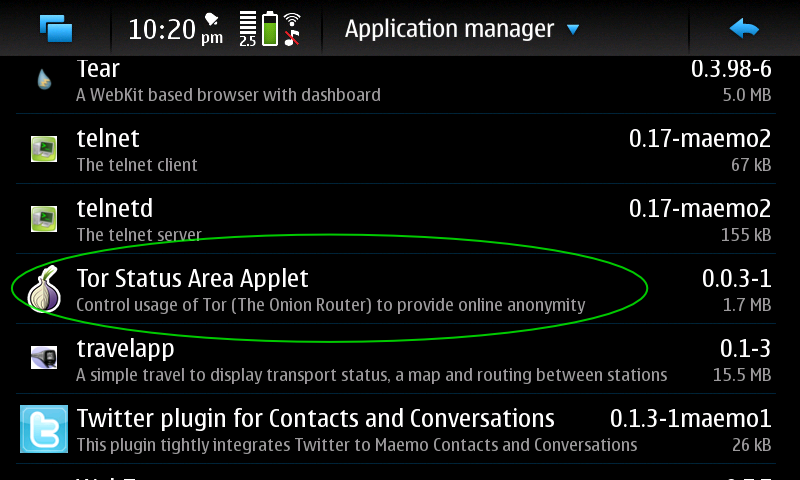 10:20 pm 2.5 Application manager
Tear 0.3.98-6
A WebKit based browser with dashboard 5.0 MB
telnet 0.17-maemo2
The telnet client 67 kB
telnetd 0.17-maemo2
The telnet server 155 kB
Tor Status Area Applet 0.0.3-1
Control usage of Tor (The Onion Router) to provide online anonymity 1.7 MB
travelapp 0.1-3
A simple travel to display transport status, a map and routing between stations 15.5 MB
Twitter plugin for Contacts and Conversations 0.1.3-1maemo1
This plugin tightly integrates Twitter to Maemo Contacts and Conversations 26 kB